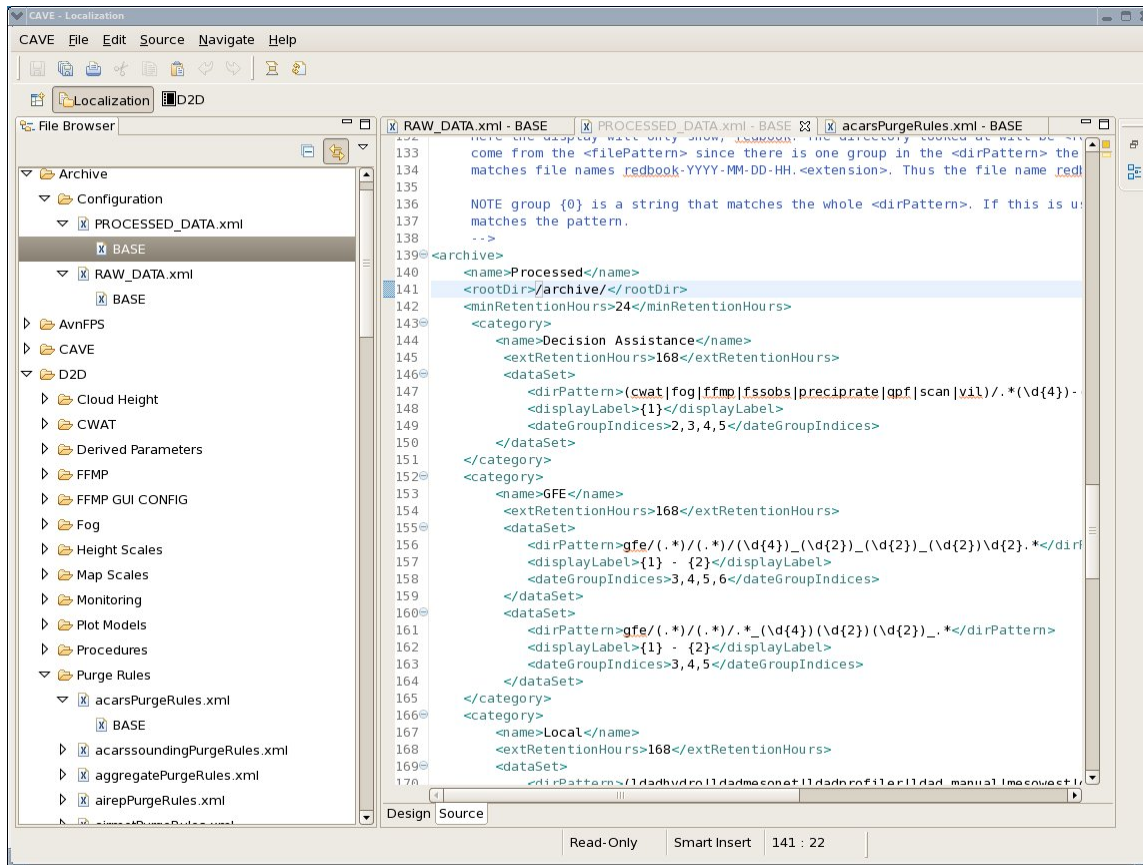 CAVE - Localization
CAVE File Edit Source Navigate Help
Localization D2D
File Browser
Archive
Configuration
PROCESSED_DATA.xml
BASE
RAW_DATA.xml
BASE
AvnFPS
CAVE
D2D
Cloud Height
CWAT
Derived Parameters
FFMP
FFMP GUI CONFIG
Fog
Height Scales
Map Scales
Monitoring
Plot Models
Procedures
Purge Rules
acarsPurgeRules.xml
BASE
acarssoundingPurgeRules.xml
aggregatePurgeRules.xml
airepPurgeRules.xml
RAW_DATA.xml - BASE PROCESSED_DATA.xml - BASE acarsPurgeRules.xml - BASE
133 come from the <filePattern> since there is one group in the <dirPattern> the
134 matches file names redbook-YYYY-MM-DD-HH.<extension>. Thus the file name redb
135
136 NOTE group {0} is a string that matches the whole <dirPattern>. If this is u
137 matches the pattern.
138 -->
139 <archive>
140 <name>Processed</name>
141 <rootDir>/archive/</rootDir>
142 <minRetentionHours>24</minRetentionHours>
143 <category>
144 <name>Decision Assistance</name>
145 <extRetentionHours>168</extRetentionHours>
146 <dataSet>
147 <dirPattern>(cwat|fog|ffmp|fssobs|preciprate|qpf|scan|vil)/.*(\d{4})-
148 <displayLabel>{1}</displayLabel>
149 <dateGroupIndices>2,3,4,5</dateGroupIndices>
150 </dataSet>
151 </category>
152 <category>
153 <name>GFE</name>
154 <extRetentionHours>168</extRetentionHours>
155 <dataSet>
156 <dirPattern>gfe/(.*)/(.*)/(\d{4})_(\d{2})_(\d{2})_(\d{2})\d{2}.*</dirF
157 <displayLabel>{1} - {2}</displayLabel>
158 <dateGroupIndices>3,4,5,6</dateGroupIndices>
159 </dataSet>
160 <dataSet>
161 <dirPattern>gfe/(.*)/(.*)/.*_(\d{4})(\d{2})(\d{2})_.*</dirPattern>
162 <displayLabel>{1} - {2}</displayLabel>
163 <dateGroupIndices>3,4,5</dateGroupIndices>
164 </dataSet>
165 </category>
166 <category>
167 <name>Local</name>
168 <extRetentionHours>168</extRetentionHours>
169 <dataSet>
170 <dirPattern>(ldadhydro|ldadmesonet|ldadprofiler|ldad_manual|mesowest|
Design Source
Read-Only Smart Insert 141 : 22